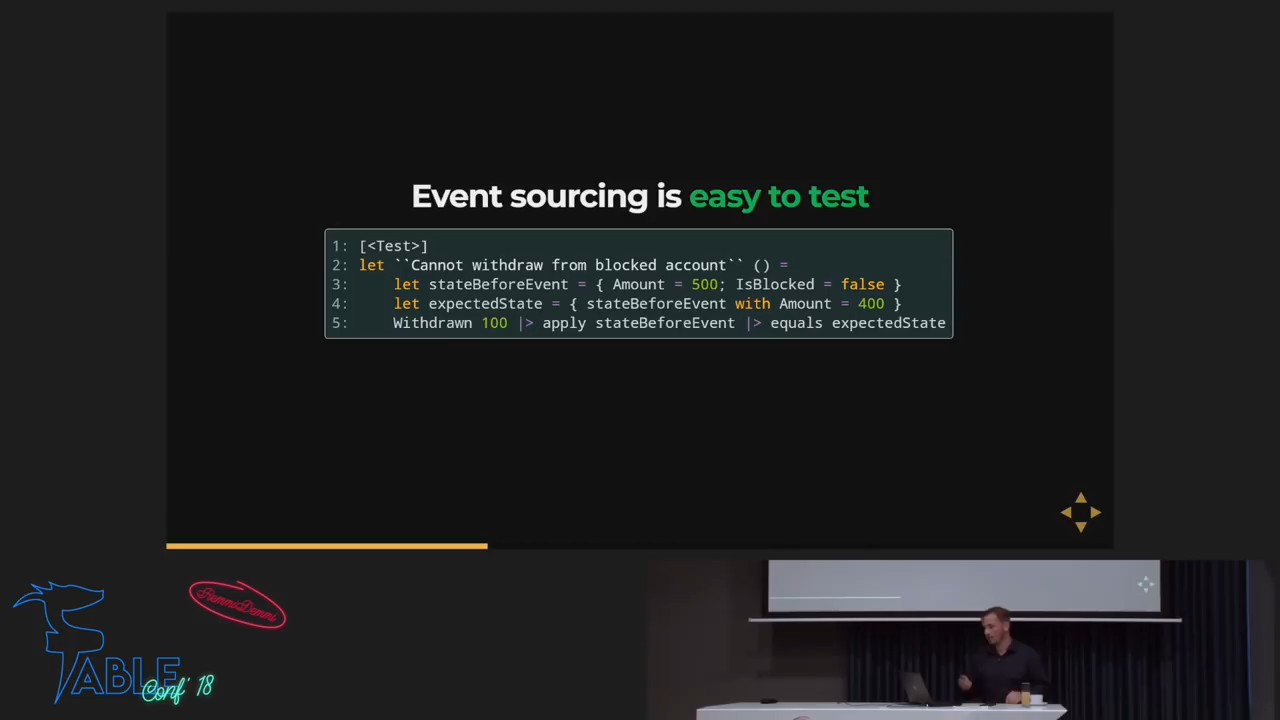 Event sourcing is easy to test
1: [<Test>]
2: let ``Cannot withdraw from blocked account`` () =
3:     let stateBeforeEvent = { Amount = 500; IsBlocked = false }
4:     let expectedState = { stateBeforeEvent with Amount = 400 }
5:     Withdrawn 100 |> apply stateBeforeEvent |> equals expectedState
FABLE
Conf' 18